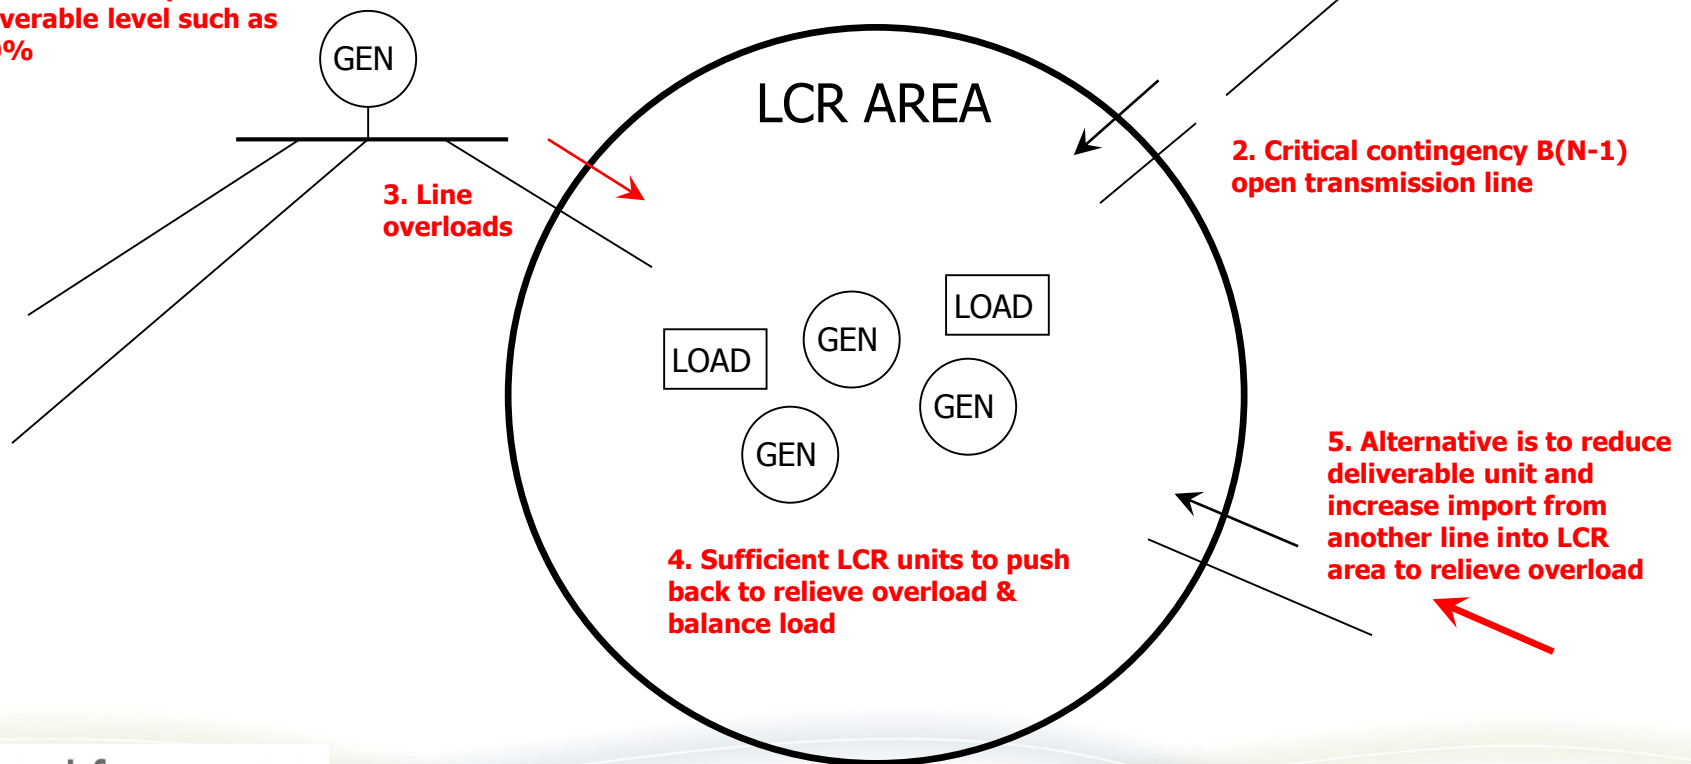 verable level such as
%
GEN
LCR AREA
2. Critical contingency B(N-1)
open transmission line
3. Line
overloads
LOAD
GEN
LOAD
GEN
GEN
5. Alternative is to reduce
deliverable unit and
increase import from
another line into LCR
area to relieve overload
4. Sufficient LCR units to push
back to relieve overload &
balance load